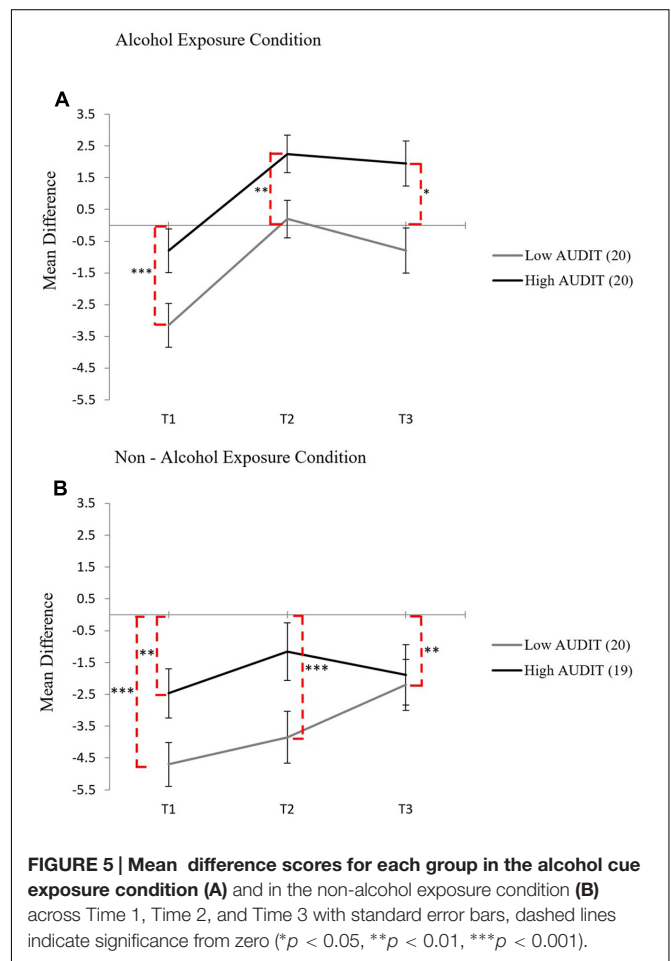 Alcohol Exposure Condition
A
3.5
2.5
1.5
0.5
-0.5
-1.5
-2.5
-3.5
-4.5
-5.5
Mean Difference
***
**
*
Low AUDIT (20)
High AUDIT (20)
T1 T2 T3
Non - Alcohol Exposure Condition
B
3.5
2.5
1.5
0.5
-0.5
-1.5
-2.5
-3.5
-4.5
-5.5
Mean Difference
**
***
***
**
Low AUDIT (20)
High AUDIT (19)
T1 T2 T3
FIGURE 5 | Mean difference scores for each group in the alcohol cue
exposure condition (A) and in the non-alcohol exposure condition (B)
across Time 1, Time 2, and Time 3 with standard error bars, dashed lines
indicate significance from zero (*p < 0.05, **p < 0.01, ***p < 0.001).